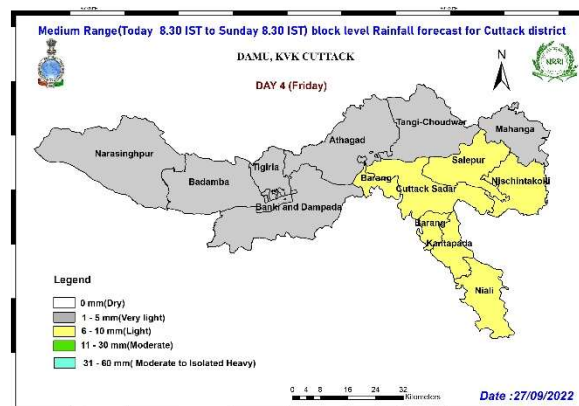 Medium Range(Today 8.30 IST to Sunday 8.30 IST) block level Rainfall forecast for Cuttack district
DAMU, KVK CUTTACK
N
NRRI
DAY 4 (Friday)
Tangi-Choudwar
Mahanga
Athagad
Narasinghpur
Salepur
Tigiria
Badamba
Barang
Nischintakoili
Cuttack Sadar
Banki and Dampada
Barang
Kantapada
Niali
Legend
0 mm(Dry)
1 - 5 mm(Very light)
6 - 10 mm(Light)
11 - 30 mm(Moderate)
31 - 60 mm( Moderate to Isolated Heavy)
0 4 8 16 24 32
Kilometers
Date :27/09/2022